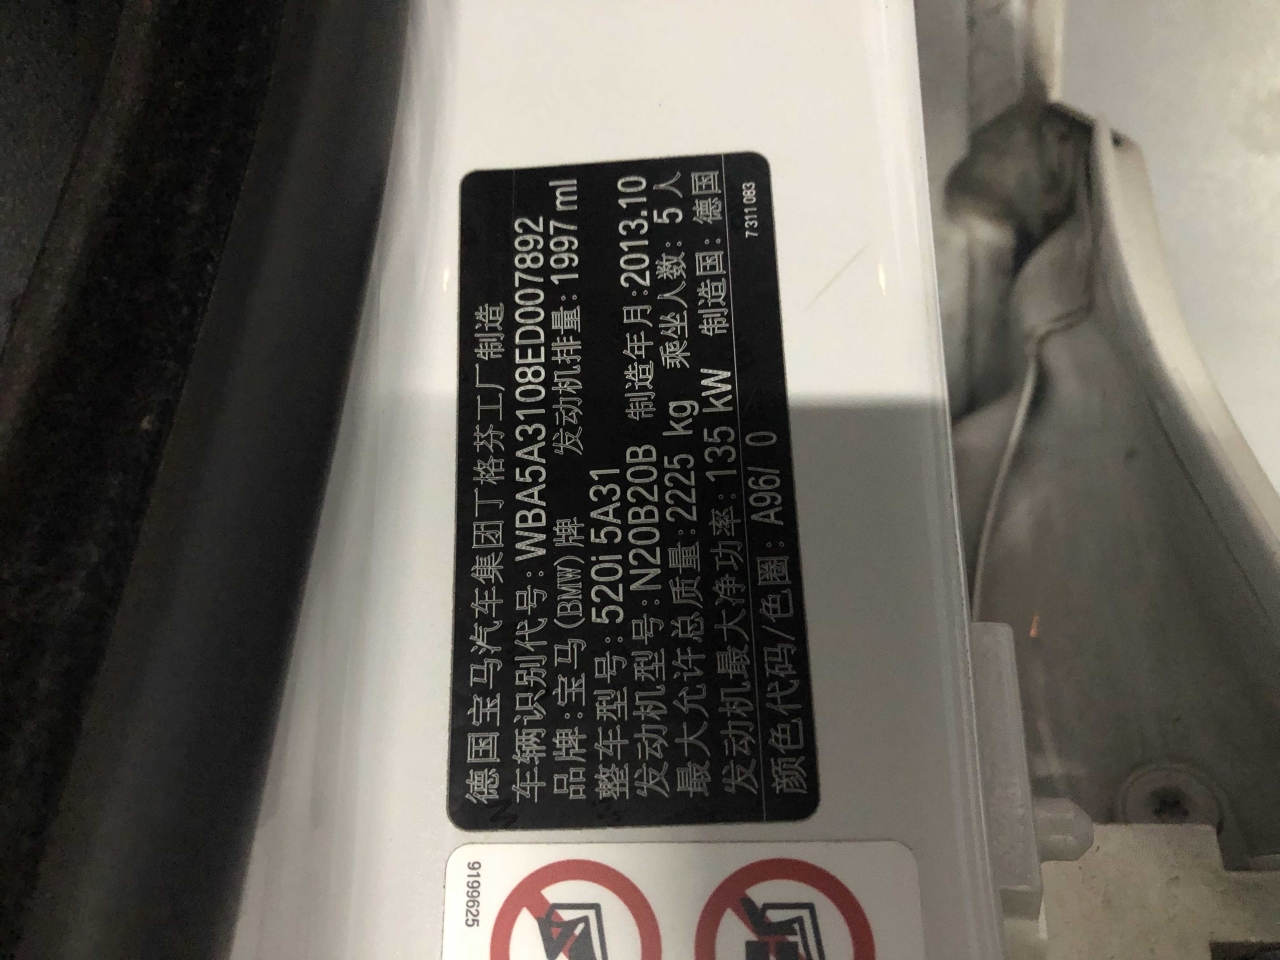 德国宝马汽车集团丁格芬工厂制造
车辆识别代号:WBA5A3108ED007892
品牌:宝马(BMW)牌 发动机排量:1997 ml
整车型号:520i 5A31
发动机型号:N20B20B 制造年月:2013.10
最大允许总质量:2225 kg 乘坐人数: 5 人
发动机最大净功率: 135 kW 制造国: 德国
颜色代码/色圈: A96/ 0
7311 083
9199625